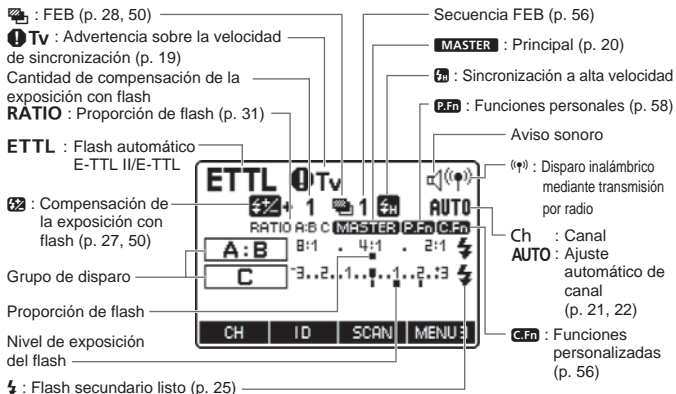 : FEB (p. 28, 50)
Tv : Advertencia sobre la velocidad
de sincronización (p. 19)
Cantidad de compensación de la
exposición con flash
RATIO : Proporción de flash (p. 31)
ETTL : Flash automático
E-TTL II/E-TTL
: Compensación de
la exposición con
flash (p. 27, 50)
Grupo de disparo
Proporción de flash
Nivel de exposición
del flash
: Flash secundario listo (p. 25)
ETTL Tv
+ 1 1 H AUTO
RATIO A:B C MASTER P.Fn C.Fn
A:B 8:1 . 4:1 . 2:1
C -3..2..1..0..1..2.:3
CH ID SCAN MENU 3
Secuencia FEB (p. 56)
MASTER : Principal (p. 20)
H : Sincronización a alta velocidad
P.Fn : Funciones personales (p. 58)
Aviso sonoro
: Disparo inalámbrico
mediante transmisión
por radio
Ch : Canal
AUTO : Ajuste
automático de
canal
(p. 21, 22)
C.Fn : Funciones
personalizadas
(p. 56)